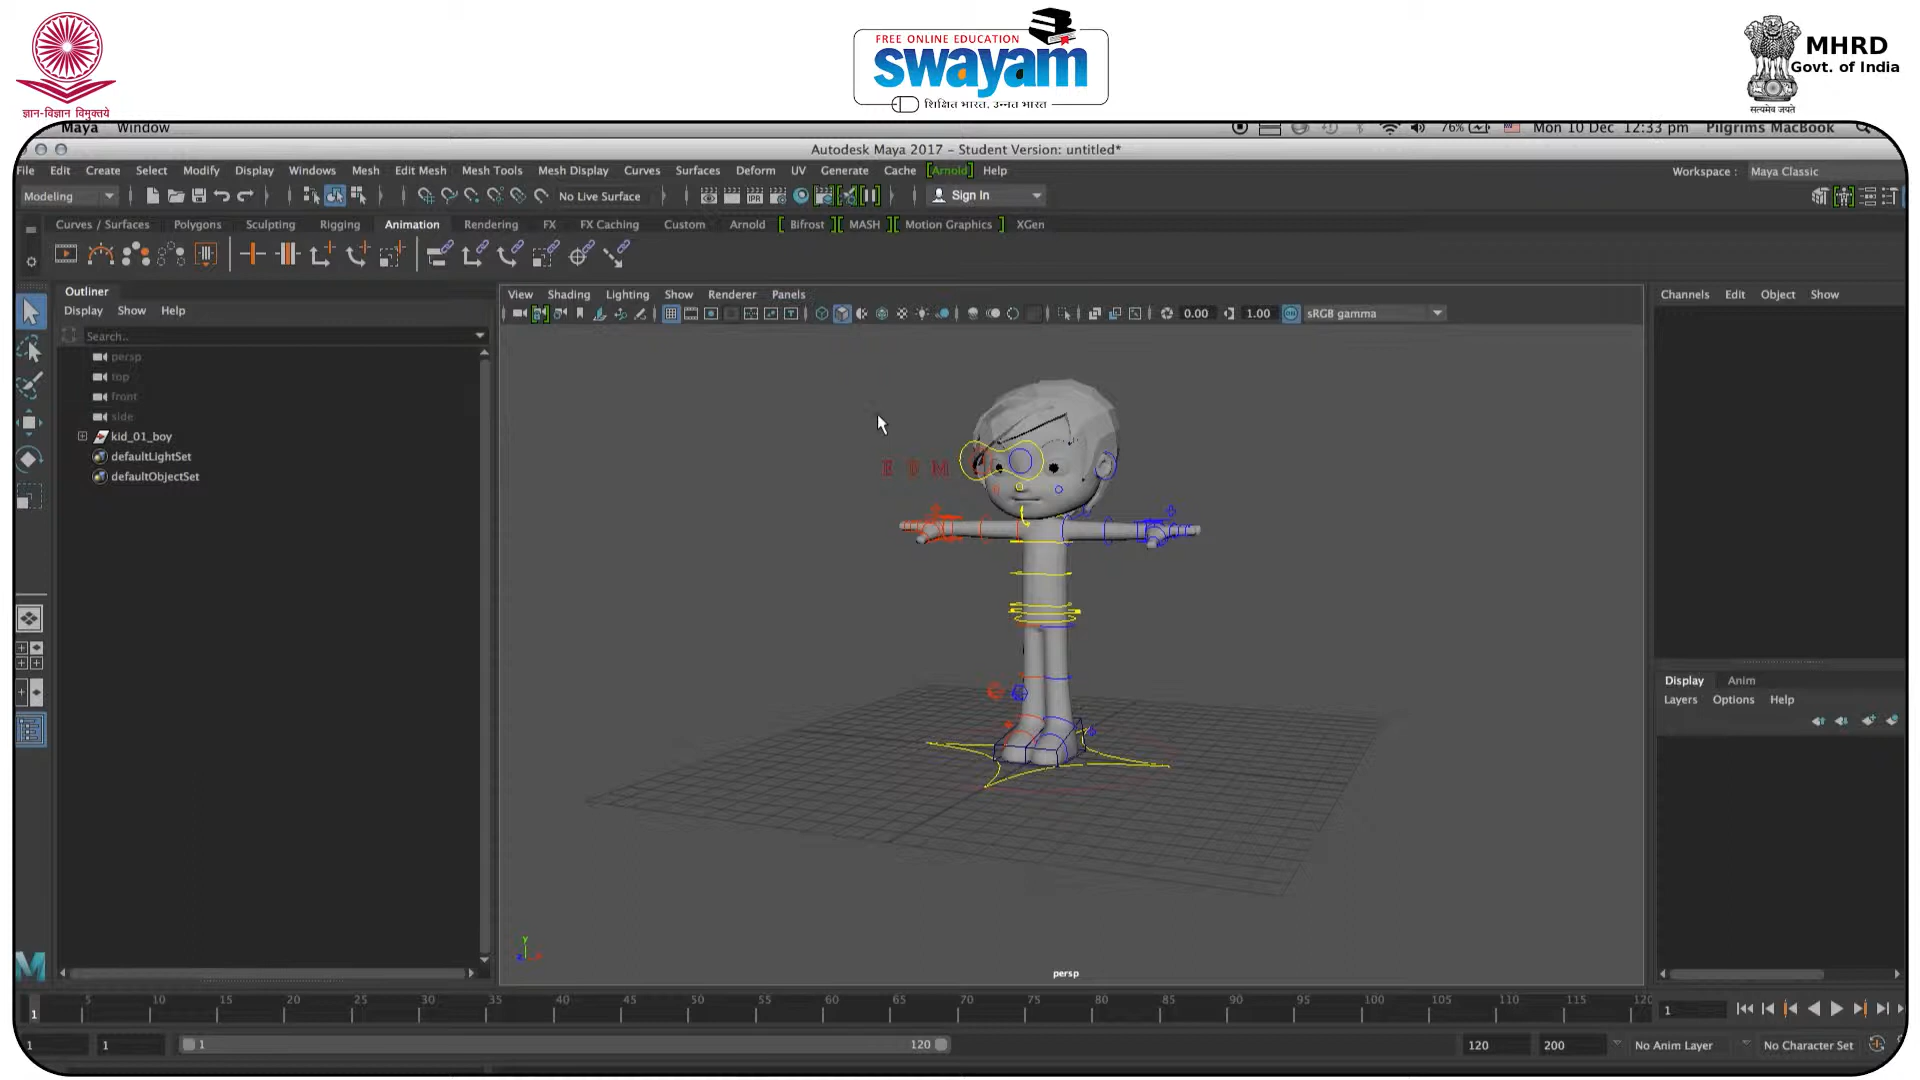 ज्ञान-विज्ञान विमुक्तये
FREE ONLINE EDUCATION
swayam
शिक्षित भारत, उन्नत भारत
MHRD
Govt. of India
सत्यमेव जयते
Maya Window
76% Mon 10 Dec 12:33 pm Pilgrims MacBook
Autodesk Maya 2017 - Student Version: untitled*
File Edit Create Select Modify Display Windows Mesh Edit Mesh Mesh Tools Mesh Display Curves Surfaces Deform UV Generate Cache [Arnold] Help
Workspace : Maya Classic
Modeling No Live Surface IPR Sign In
Curves / Surfaces Polygons Sculpting Rigging Animation Rendering FX FX Caching Custom Arnold [ Bifrost ][ MASH ][ Motion Graphics ] XGen
Outliner
Display Show Help
Search..
persp
top
front
side
kid_01_boy
defaultLightSet
defaultObjectSet
View Shading Lighting Show Renderer Panels
0.00 1.00 sRGB gamma
E M
persp
Channels Edit Object Show
Display Anim
Layers Options Help
5 10 15 20 25 30 35 40 45 50 55 60 65 70 75 80 85 90 95 100 105 110 115 120
1 1
1 1 1 120 120 200 No Anim Layer No Character Set